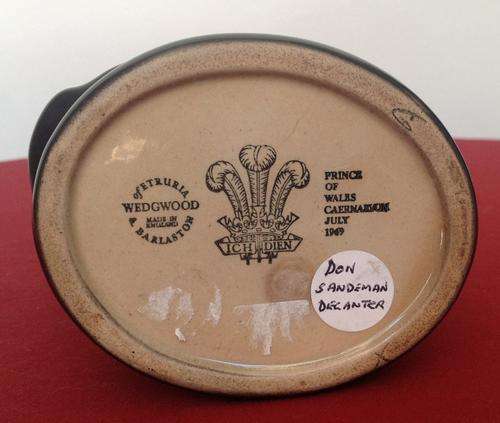 of ETRURIA
WEDGWOOD
MADE IN
ENGLAND
& BARLASTON
ICH DIEN
PRINCE
OF
WALES
CAERNARVON
JULY
1969
DON
SANDEMAN
DECANTER